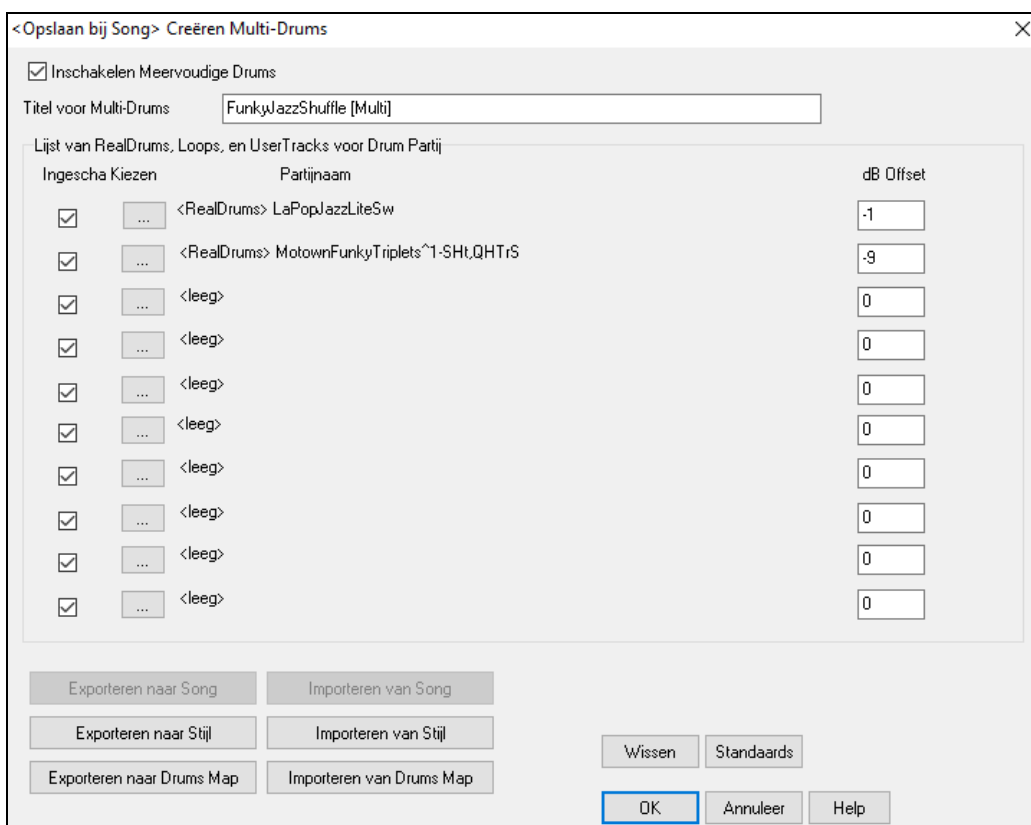 <Opslaan bij Song> Creëren Multi-Drums
Inschakelen Meervoudige Drums
Titel voor Multi-Drums FunkyJazzShuffle [Multi]
Lijst van RealDrums, Loops, en UserTracks voor Drum Partij
Ingescha Kiezen Partijnaam dB Offset
... <RealDrums> LaPopJazzLiteSw -1
... <RealDrums> MotownFunkyTriplets^1-SHt,QHTrS -9
... <leeg> 0
... <leeg> 0
... <leeg> 0
... <leeg> 0
... <leeg> 0
... <leeg> 0
... <leeg> 0
... <leeg> 0
Exporteren naar Song Importeren van Song
Exporteren naar Stijl Importeren van Stijl
Wissen Standaards
Exporteren naar Drums Map Importeren van Drums Map
OK Annuleer Help